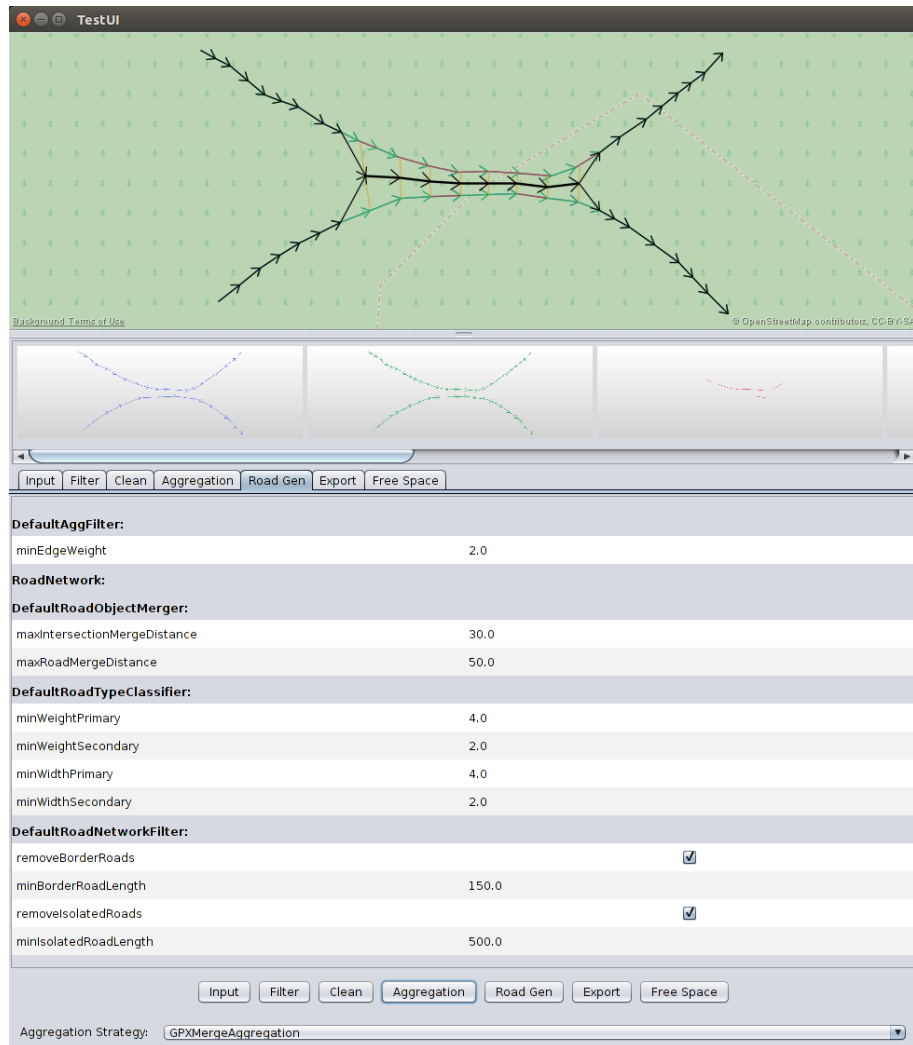 TestUI
Background Terms of Use
© OpenStreetMap contributors, CC-BY-SA
Input Filter Clean Aggregation Road Gen Export Free Space
DefaultAggFilter:
minEdgeWeight 2.0
RoadNetwork:
DefaultRoadObjectMerger:
maxIntersectionMergeDistance 30.0
maxRoadMergeDistance 50.0
DefaultRoadTypeClassifier:
minWeightPrimary 4.0
minWeightSecondary 2.0
minWidthPrimary 4.0
minWidthSecondary 2.0
DefaultRoadNetworkFilter:
removeBorderRoads
minBorderRoadLength 150.0
removeIsolatedRoads
minIsolatedRoadLength 500.0
Input Filter Clean Aggregation Road Gen Export Free Space
Aggregation Strategy: GPXMergeAggregation